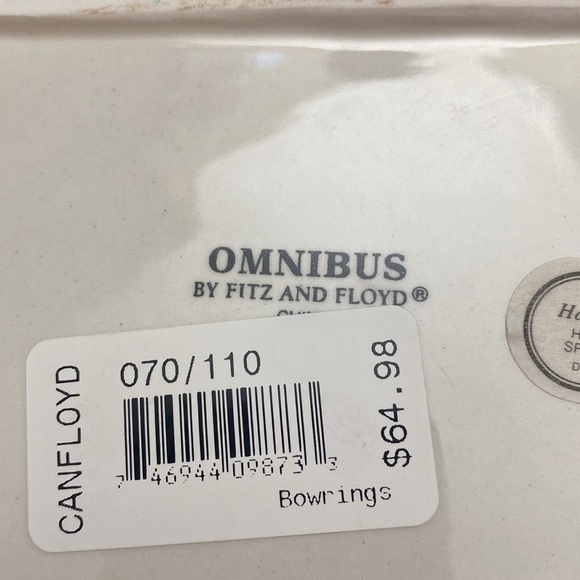 OMNIBUS
BY FITZ AND FLOYD®
CANFLOYD
070/110
7 46944 09873 3
$64.98
Bowrings